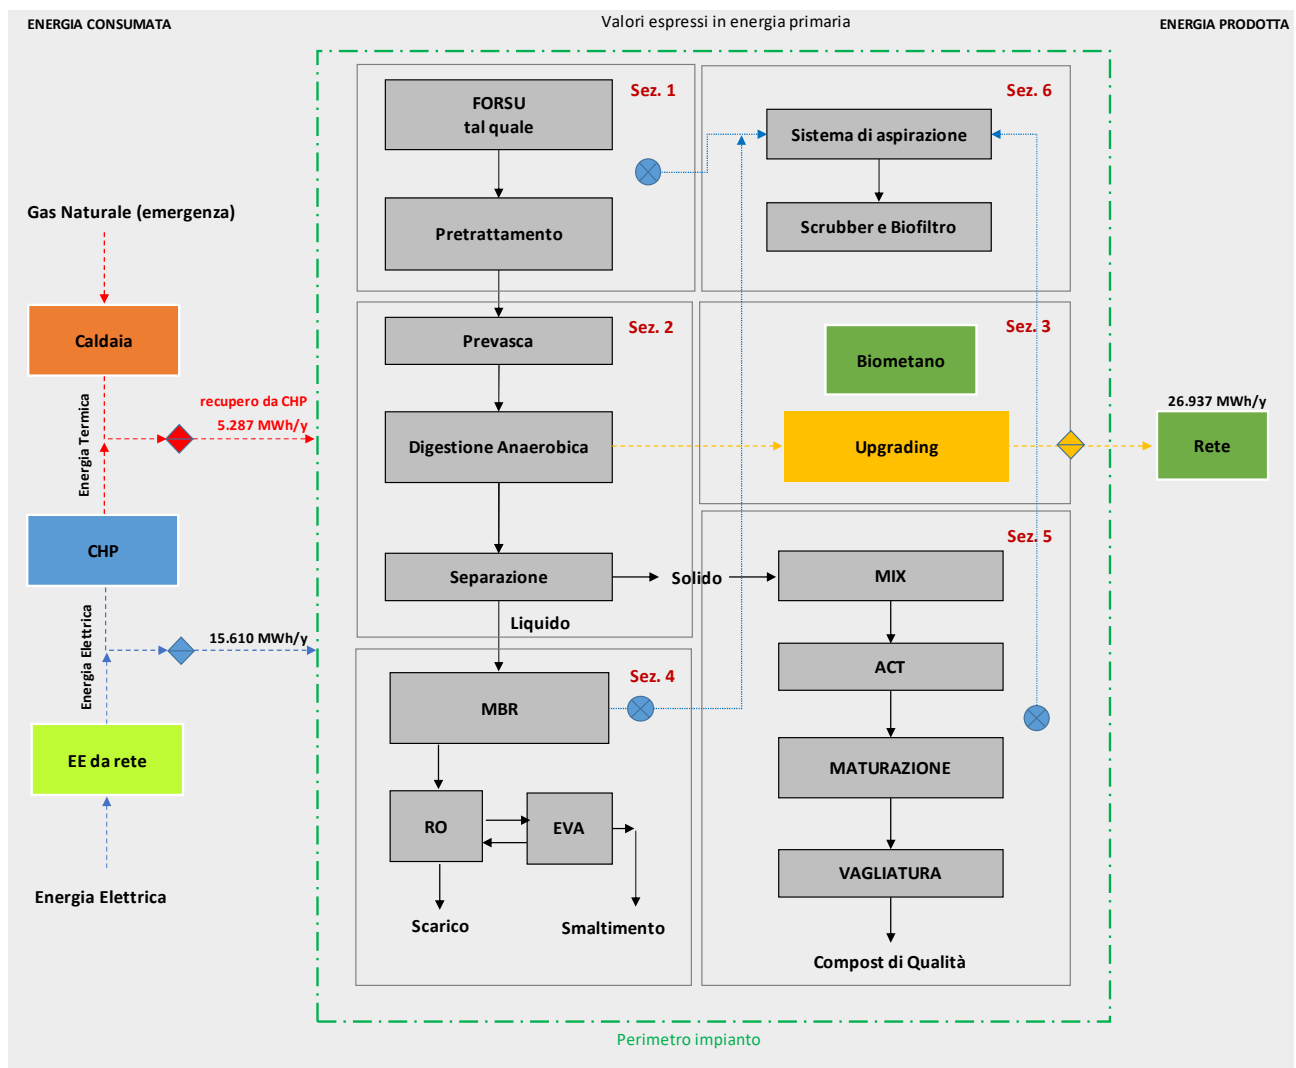 ENERGIA CONSUMATA
Valori espressi in energia primaria
ENERGIA PRODOTTA
Sez. 1
FORSU
tal quale
Pretrattamento
Sez. 6
Sistema di aspirazione
Scrubber e Biofiltro
Gas Naturale (emergenza)
Caldaia
Energia Termica
recupero da CHP
5.287 MWh/y
CHP
Energia Elettrica
15.610 MWh/y
EE da rete
Energia Elettrica
Sez. 2
Prevasca
Digestione Anaerobica
Separazione
Solido
Liquido
Sez. 3
Biometano
Upgrading
26.937 MWh/y
Rete
Sez. 4
MBR
RO
EVA
Scarico
Smaltimento
Sez. 5
MIX
ACT
MATURAZIONE
VAGLIATURA
Compost di Qualità
Perimetro impianto